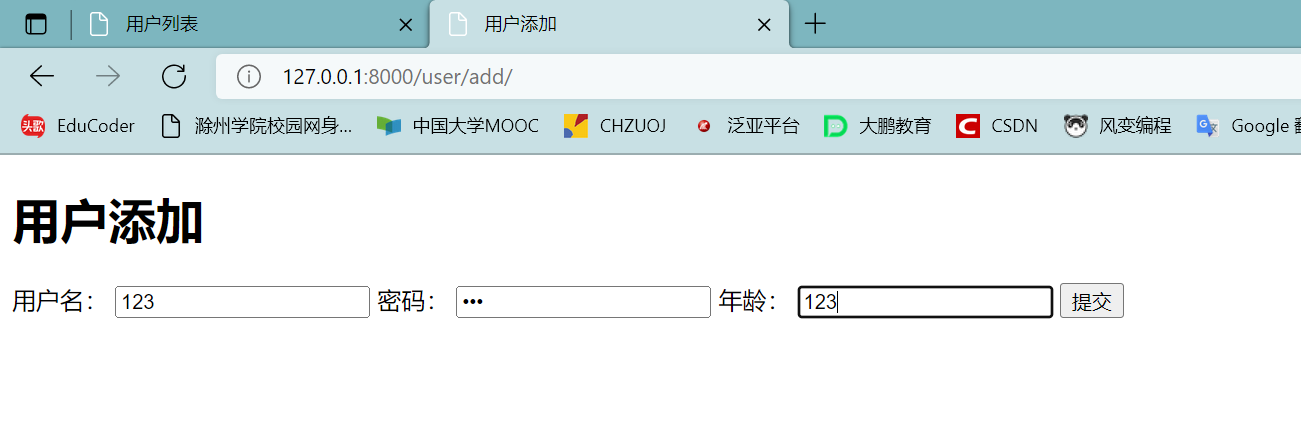 用户列表 用户添加
127.0.0.1:8000/user/add/
头歌 EduCoder 滁州学院校园网身... 中国大学MOOC CHZUOJ 泛亚平台 大鹏教育 C CSDN 风变编程 G Google
用户添加
用户名： 123 密码： ••• 年龄： 123 提交